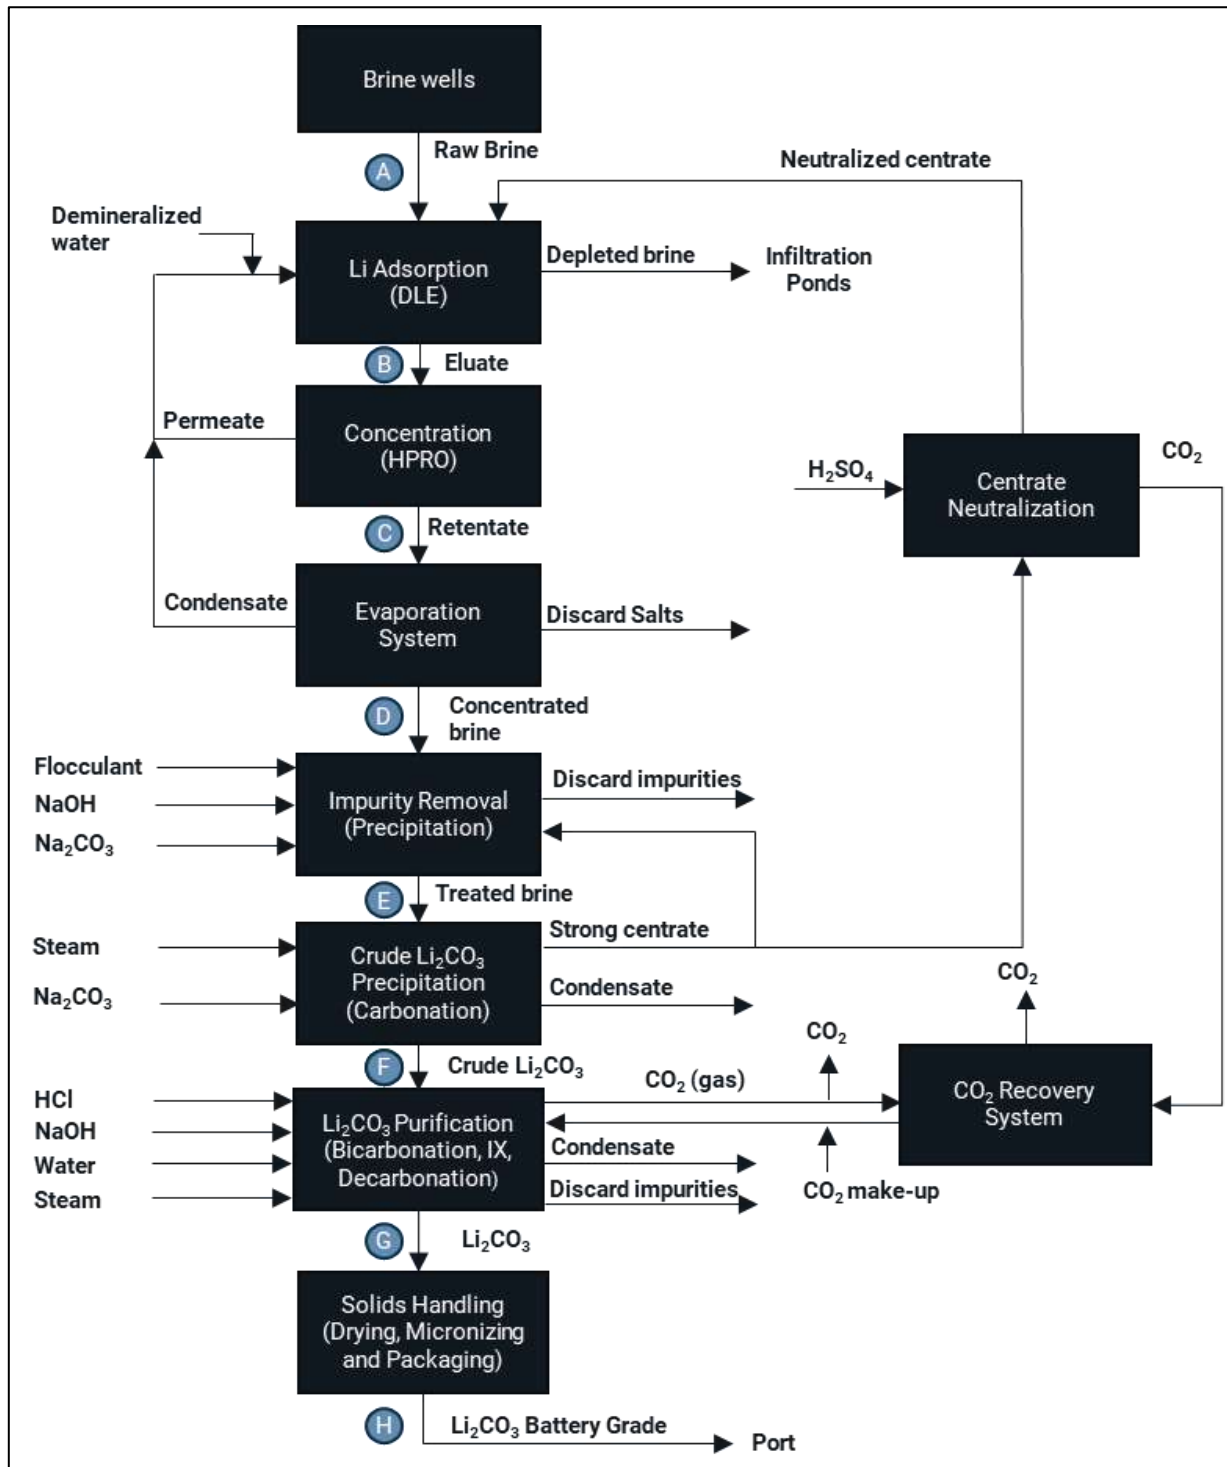 Brine wells
Raw Brine
A
Neutralized centrate
Demineralized
water
Li Adsorption
(DLE)
Depleted brine
Infiltration
Ponds
B
Eluate
Permeate
Concentration
(HPRO)
H₂SO₄
Centrate
Neutralization
CO₂
C
Retentate
Condensate
Evaporation
System
Discard Salts
D
Concentrated
brine
Flocculant
NaOH
Na₂CO₃
Impurity Removal
(Precipitation)
Discard impurities
E
Treated brine
Steam
Na₂CO₃
Crude Li₂CO₃
Precipitation
(Carbonation)
Strong centrate
Condensate
CO₂
CO₂
F
Crude Li₂CO₃
CO₂ (gas)
CO₂ Recovery
System
HCl
NaOH
Water
Steam
Li₂CO₃ Purification
(Bicarbonation, IX,
Decarbonation)
Condensate
Discard impurities
CO₂ make-up
G
Li₂CO₃
Solids Handling
(Drying, Micronizing
and Packaging)
H
Li₂CO₃ Battery Grade
Port